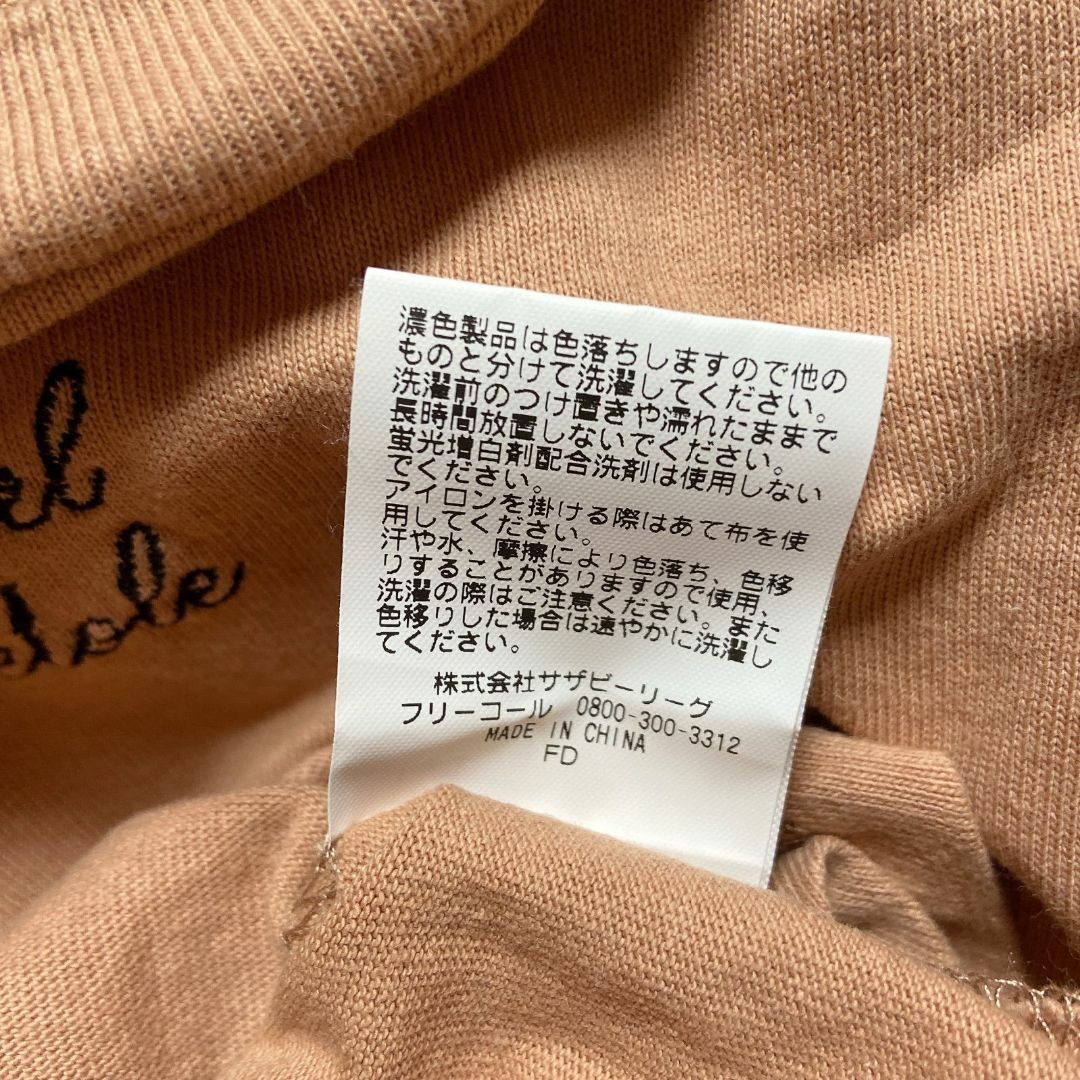 濃色製品は色落ちしますので他の
ものと分けて洗濯してください。
洗濯前のつけ置きや濡れたままで
長時間放置しないでください。
蛍光増白剤配合洗剤は使用しない
でください。
アイロンを掛ける際はあて布を使
用してください。
汗や水、摩擦により色落ち、色移
りすることがありますので使用、
洗濯の際はご注意ください。また
色移りした場合は速やかに洗濯し
てください。
株式会社サザビーリーグ
フリーコール 0800-300-3312
MADE IN CHINA
FD